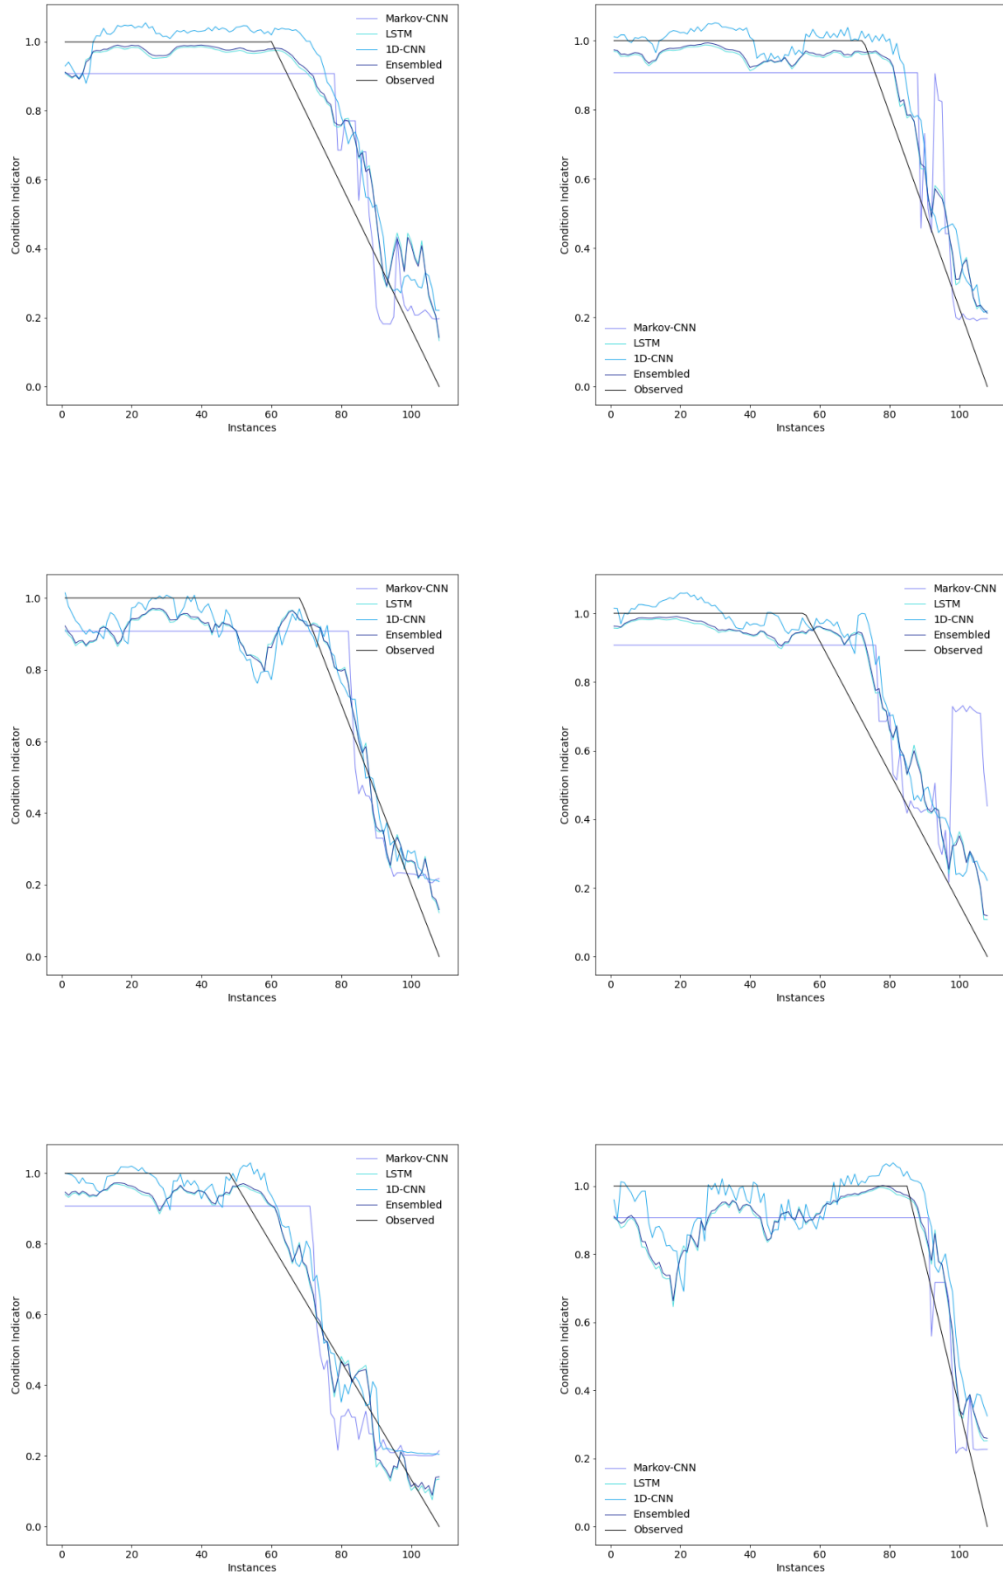 Markov-CNN
LSTM
1D-CNN
Ensembled
Observed
Condition Indicator
1.0
0.8
0.6
0.4
0.2
0.0
0 20 40 60 80 100
Instances
Condition Indicator
1.0
0.8
0.6
0.4
0.2
0.0
Markov-CNN
LSTM
1D-CNN
Ensembled
Observed
0 20 40 60 80 100
Instances
Markov-CNN
LSTM
1D-CNN
Ensembled
Observed
Condition Indicator
1.0
0.8
0.6
0.4
0.2
0.0
0 20 40 60 80 100
Instances
Markov-CNN
LSTM
1D-CNN
Ensembled
Observed
Condition Indicator
1.0
0.8
0.6
0.4
0.2
0.0
0 20 40 60 80 100
Instances
Markov-CNN
LSTM
1D-CNN
Ensembled
Observed
Condition Indicator
1.0
0.8
0.6
0.4
0.2
0.0
0 20 40 60 80 100
Instances
Condition Indicator
1.0
0.8
0.6
0.4
0.2
0.0
Markov-CNN
LSTM
1D-CNN
Ensembled
Observed
0 20 40 60 80 100
Instances